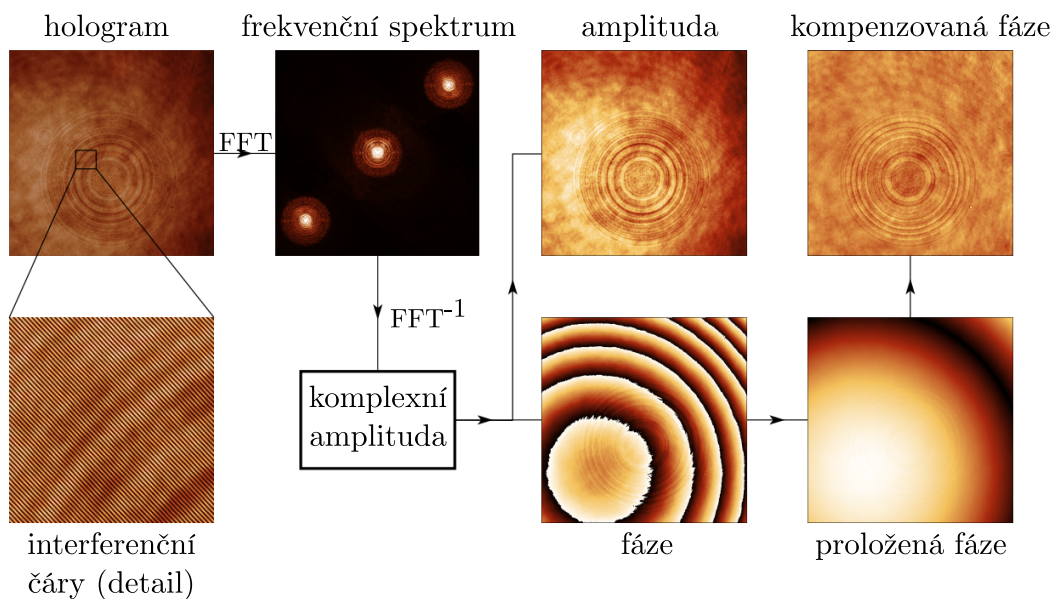 hologram
frekvenční spektrum
amplituda
kompenzovaná fáze
FFT
FFT-1
komplexní
amplituda
interferenční
čáry (detail)
fáze
proložená fáze